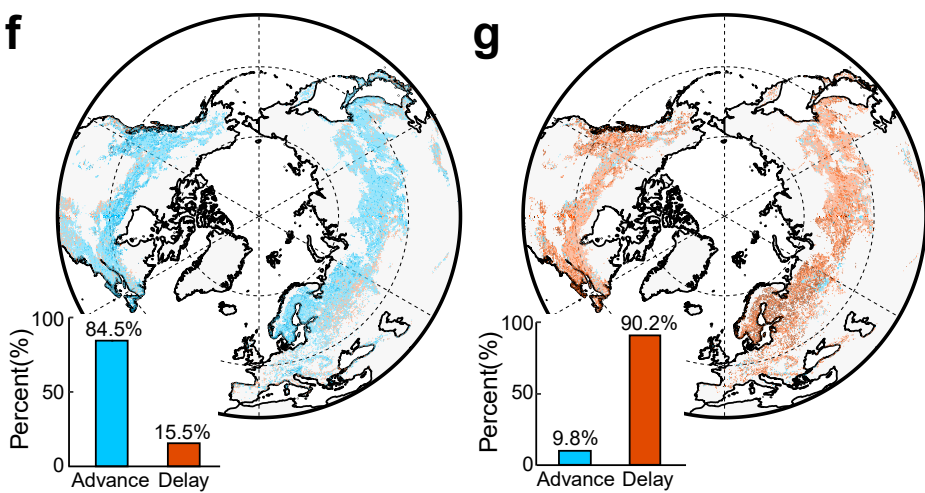 f
g
100
84.5%
50
15.5%
0
Percent(%)
Advance Delay
100
90.2%
50
9.8%
0
Percent(%)
Advance Delay